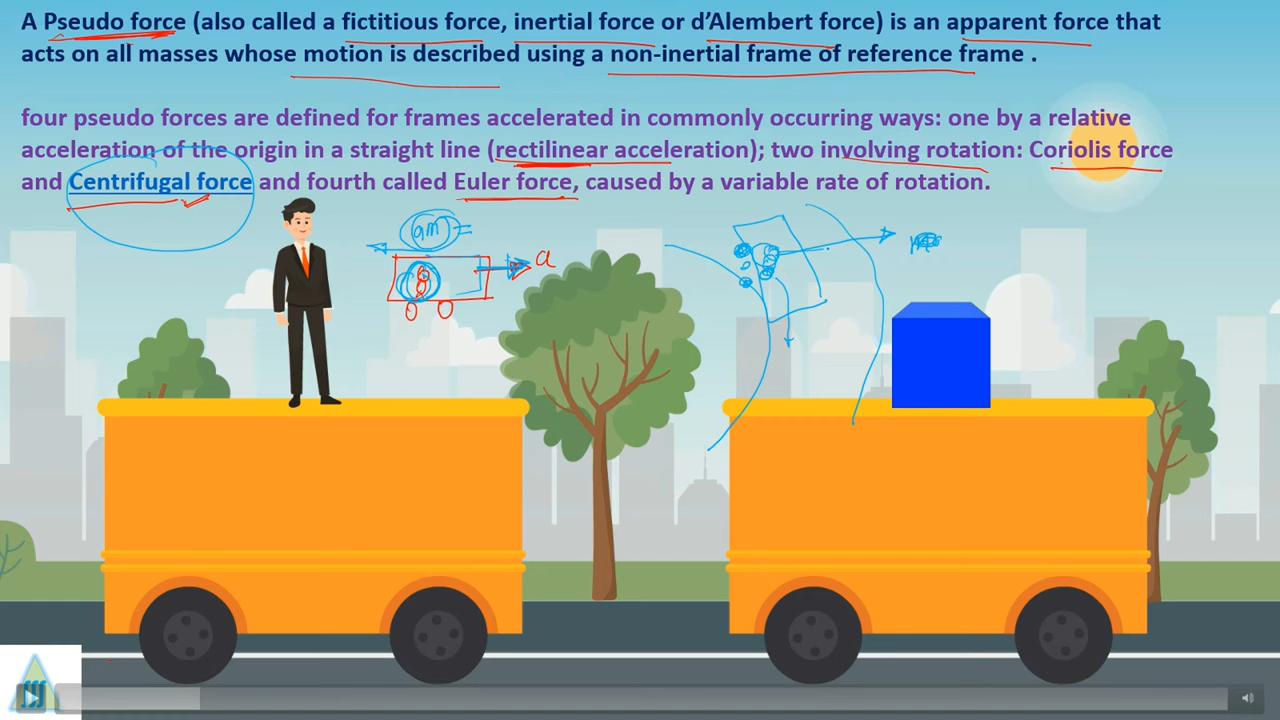 A Pseudo force (also called a fictitious force, inertial force or d’Alembert force) is an apparent force that
acts on all masses whose motion is described using a non-inertial frame of reference frame .
four pseudo forces are defined for frames accelerated in commonly occurring ways: one by a relative
acceleration of the origin in a straight line (rectilinear acceleration); two involving rotation: Coriolis force
and Centrifugal force and fourth called Euler force, caused by a variable rate of rotation.
am =
a